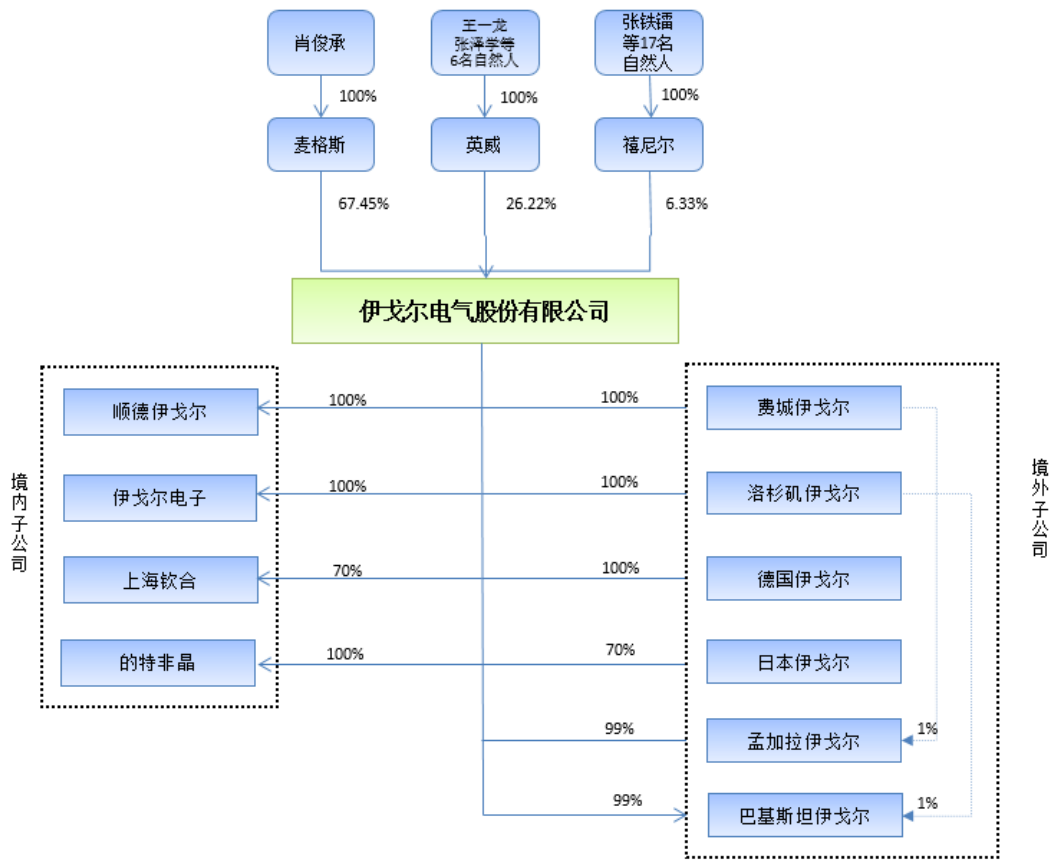 肖俊承
王一龙
张泽学等
6名自然人
张铁镭
等17名
自然人
100%
100%
100%
麦格斯
英威
禧尼尔
67.45%
26.22%
6.33%
伊戈尔电气股份有限公司
境内子公司
顺德伊戈尔
100%
100%
费城伊戈尔
伊戈尔电子
100%
100%
洛杉矶伊戈尔
上海钦合
70%
100%
德国伊戈尔
的特非晶
100%
70%
日本伊戈尔
99%
孟加拉伊戈尔
1%
99%
巴基斯坦伊戈尔
1%
境外子公司